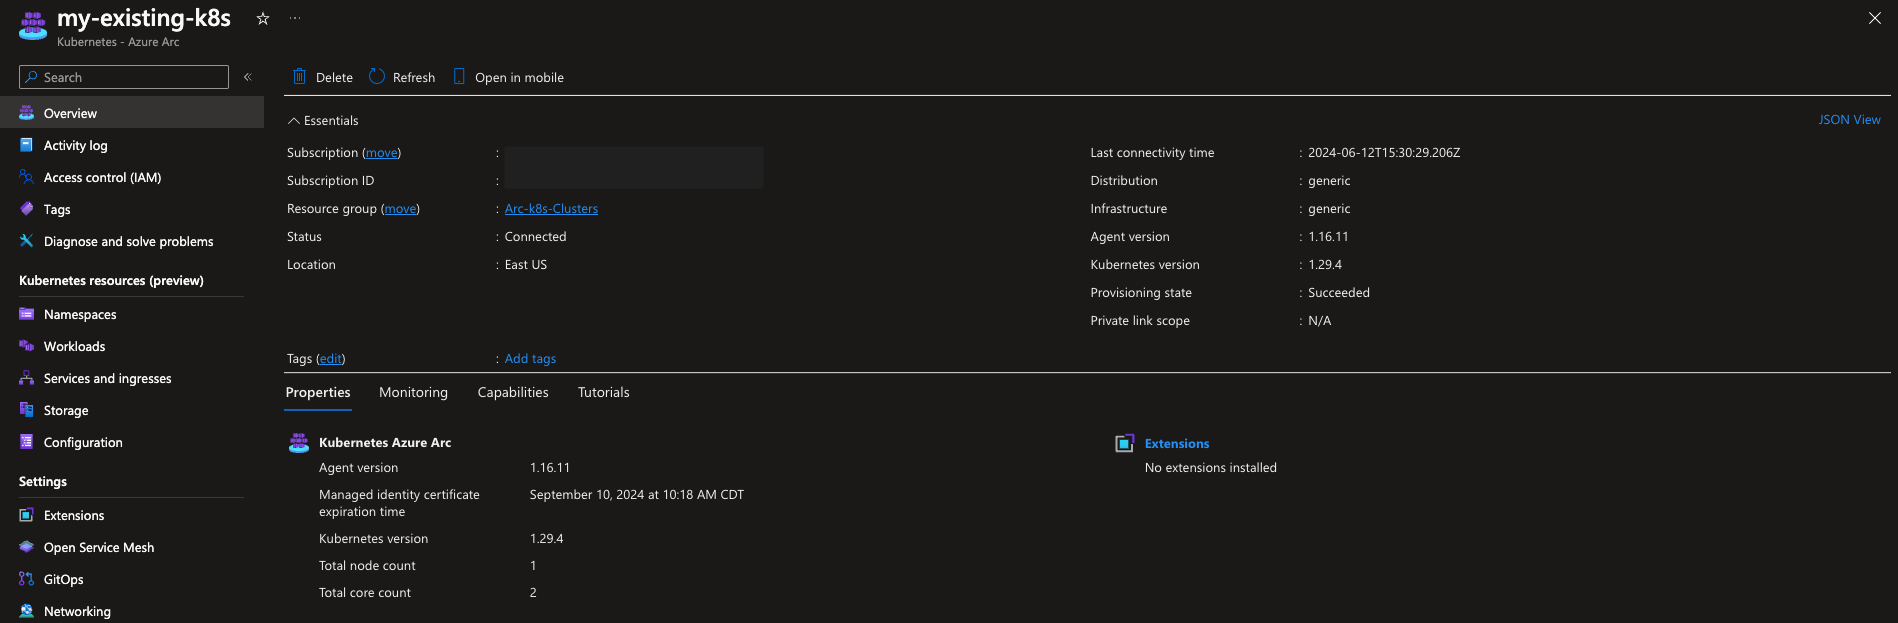 my-existing-k8s
Kubernetes - Azure Arc
Search
Overview
Activity log
Access control (IAM)
Tags
Diagnose and solve problems
Kubernetes resources (preview)
Namespaces
Workloads
Services and ingresses
Storage
Configuration
Settings
Extensions
Open Service Mesh
GitOps
Networking
Delete Refresh Open in mobile
Essentials
JSON View
Subscription (move) :
Subscription ID :
Resource group (move) : Arc-k8s-Clusters
Status : Connected
Location : East US
Last connectivity time : 2024-06-12T15:30:29.206Z
Distribution : generic
Infrastructure : generic
Agent version : 1.16.11
Kubernetes version : 1.29.4
Provisioning state : Succeeded
Private link scope : N/A
Tags (edit) : Add tags
Properties Monitoring Capabilities Tutorials
Kubernetes Azure Arc
Agent version 1.16.11
Managed identity certificate September 10, 2024 at 10:18 AM CDT
expiration time
Kubernetes version 1.29.4
Total node count 1
Total core count 2
Extensions
No extensions installed